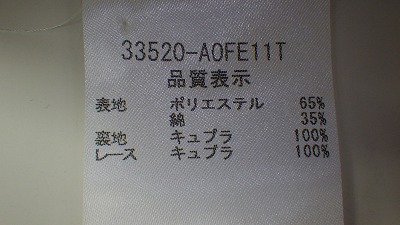 33520-A0FE11T
品質表示
表地 ポリエステル 65%
綿 35%
裏地 キュプラ 100%
レース キュプラ 100%